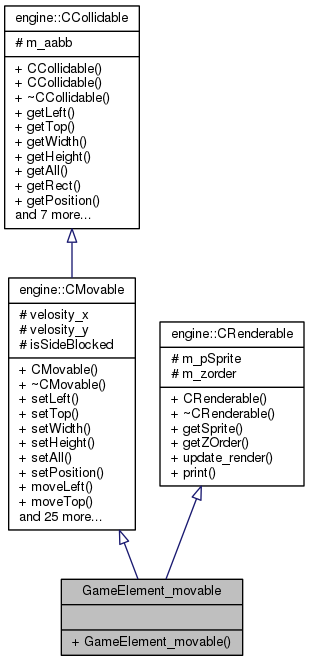 engine::CCollidable
# m_aabb
+ CCollidable()
+ CCollidable()
+ ~CCollidable()
+ getLeft()
+ getTop()
+ getWidth()
+ getHeight()
+ getAll()
+ getRect()
+ getPosition()
and 7 more...
engine::CMovable
# velosity_x
# velosity_y
# isSideBlocked
+ CMovable()
+ ~CMovable()
+ setLeft()
+ setTop()
+ setWidth()
+ setHeight()
+ setAll()
+ setPosition()
+ moveLeft()
+ moveTop()
and 25 more...
engine::CRenderable
# m_pSprite
# m_zorder
+ CRenderable()
+ ~CRenderable()
+ getSprite()
+ getZOrder()
+ update_render()
+ print()
GameElement_movable
+ GameElement_movable()